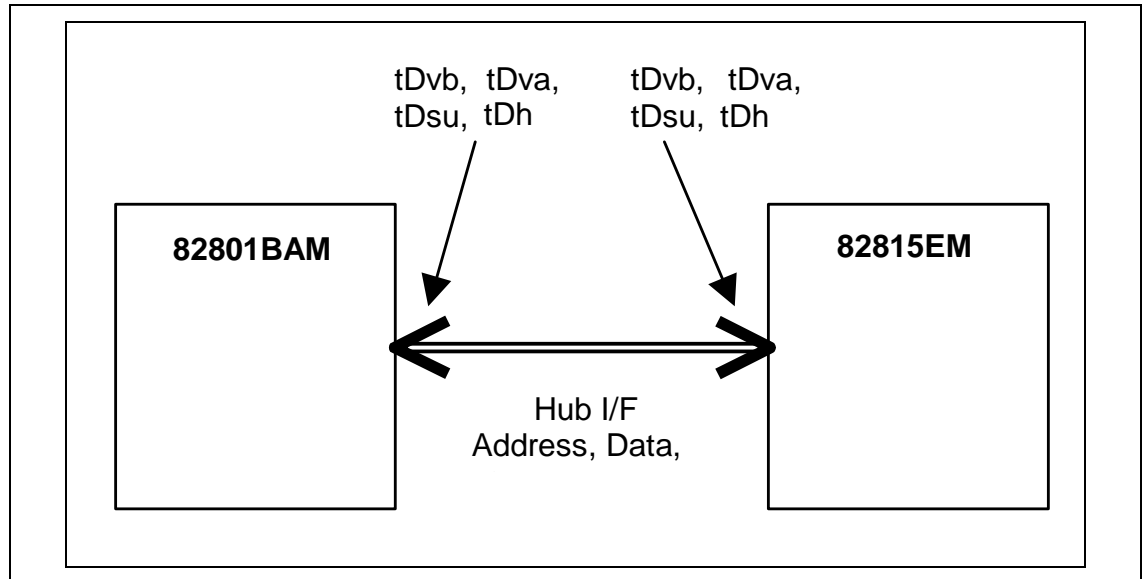 tDvb, tDva,
tDsu, tDh
tDvb, tDva,
tDsu, tDh
82801BAM
82815EM
Hub I/F
Address, Data,